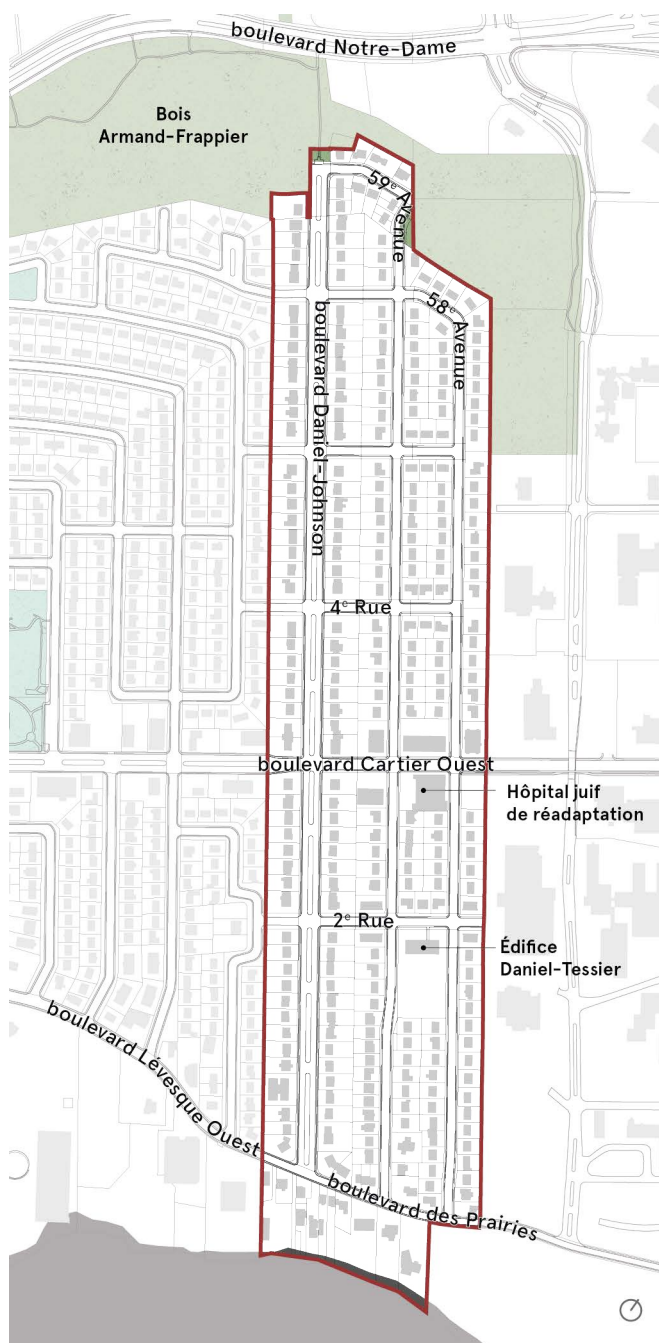 boulevard Notre-Dame
Bois
Armand-Frappier
59e Avenue
58e Avenue
boulevard Daniel-Johnson
4e Rue
boulevard Cartier Ouest
Hôpital juif
de réadaptation
2e Rue
Édifice
Daniel-Tessier
boulevard Lévesque Ouest
boulevard des Prairies